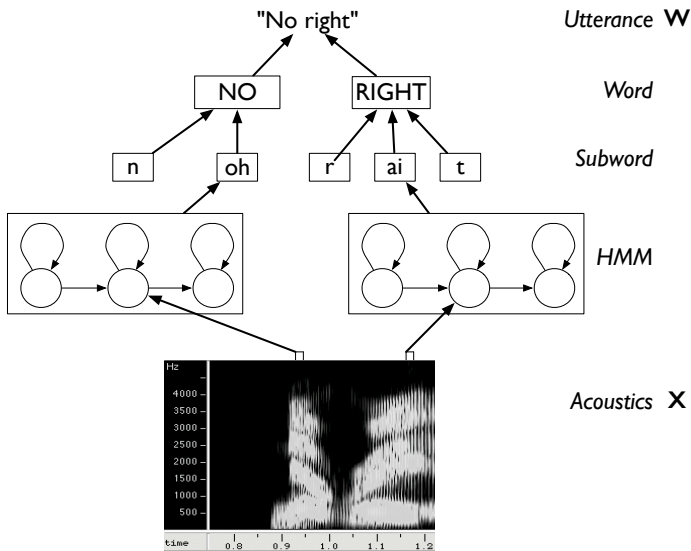 "No right" Utterance W
NO RIGHT Word
n oh r ai t Subword
HMM
Hz
4000
3500
3000
2500
2000
1500
1000
500
Acoustics X
time 0.8 0.9 1.0 1.1 1.2